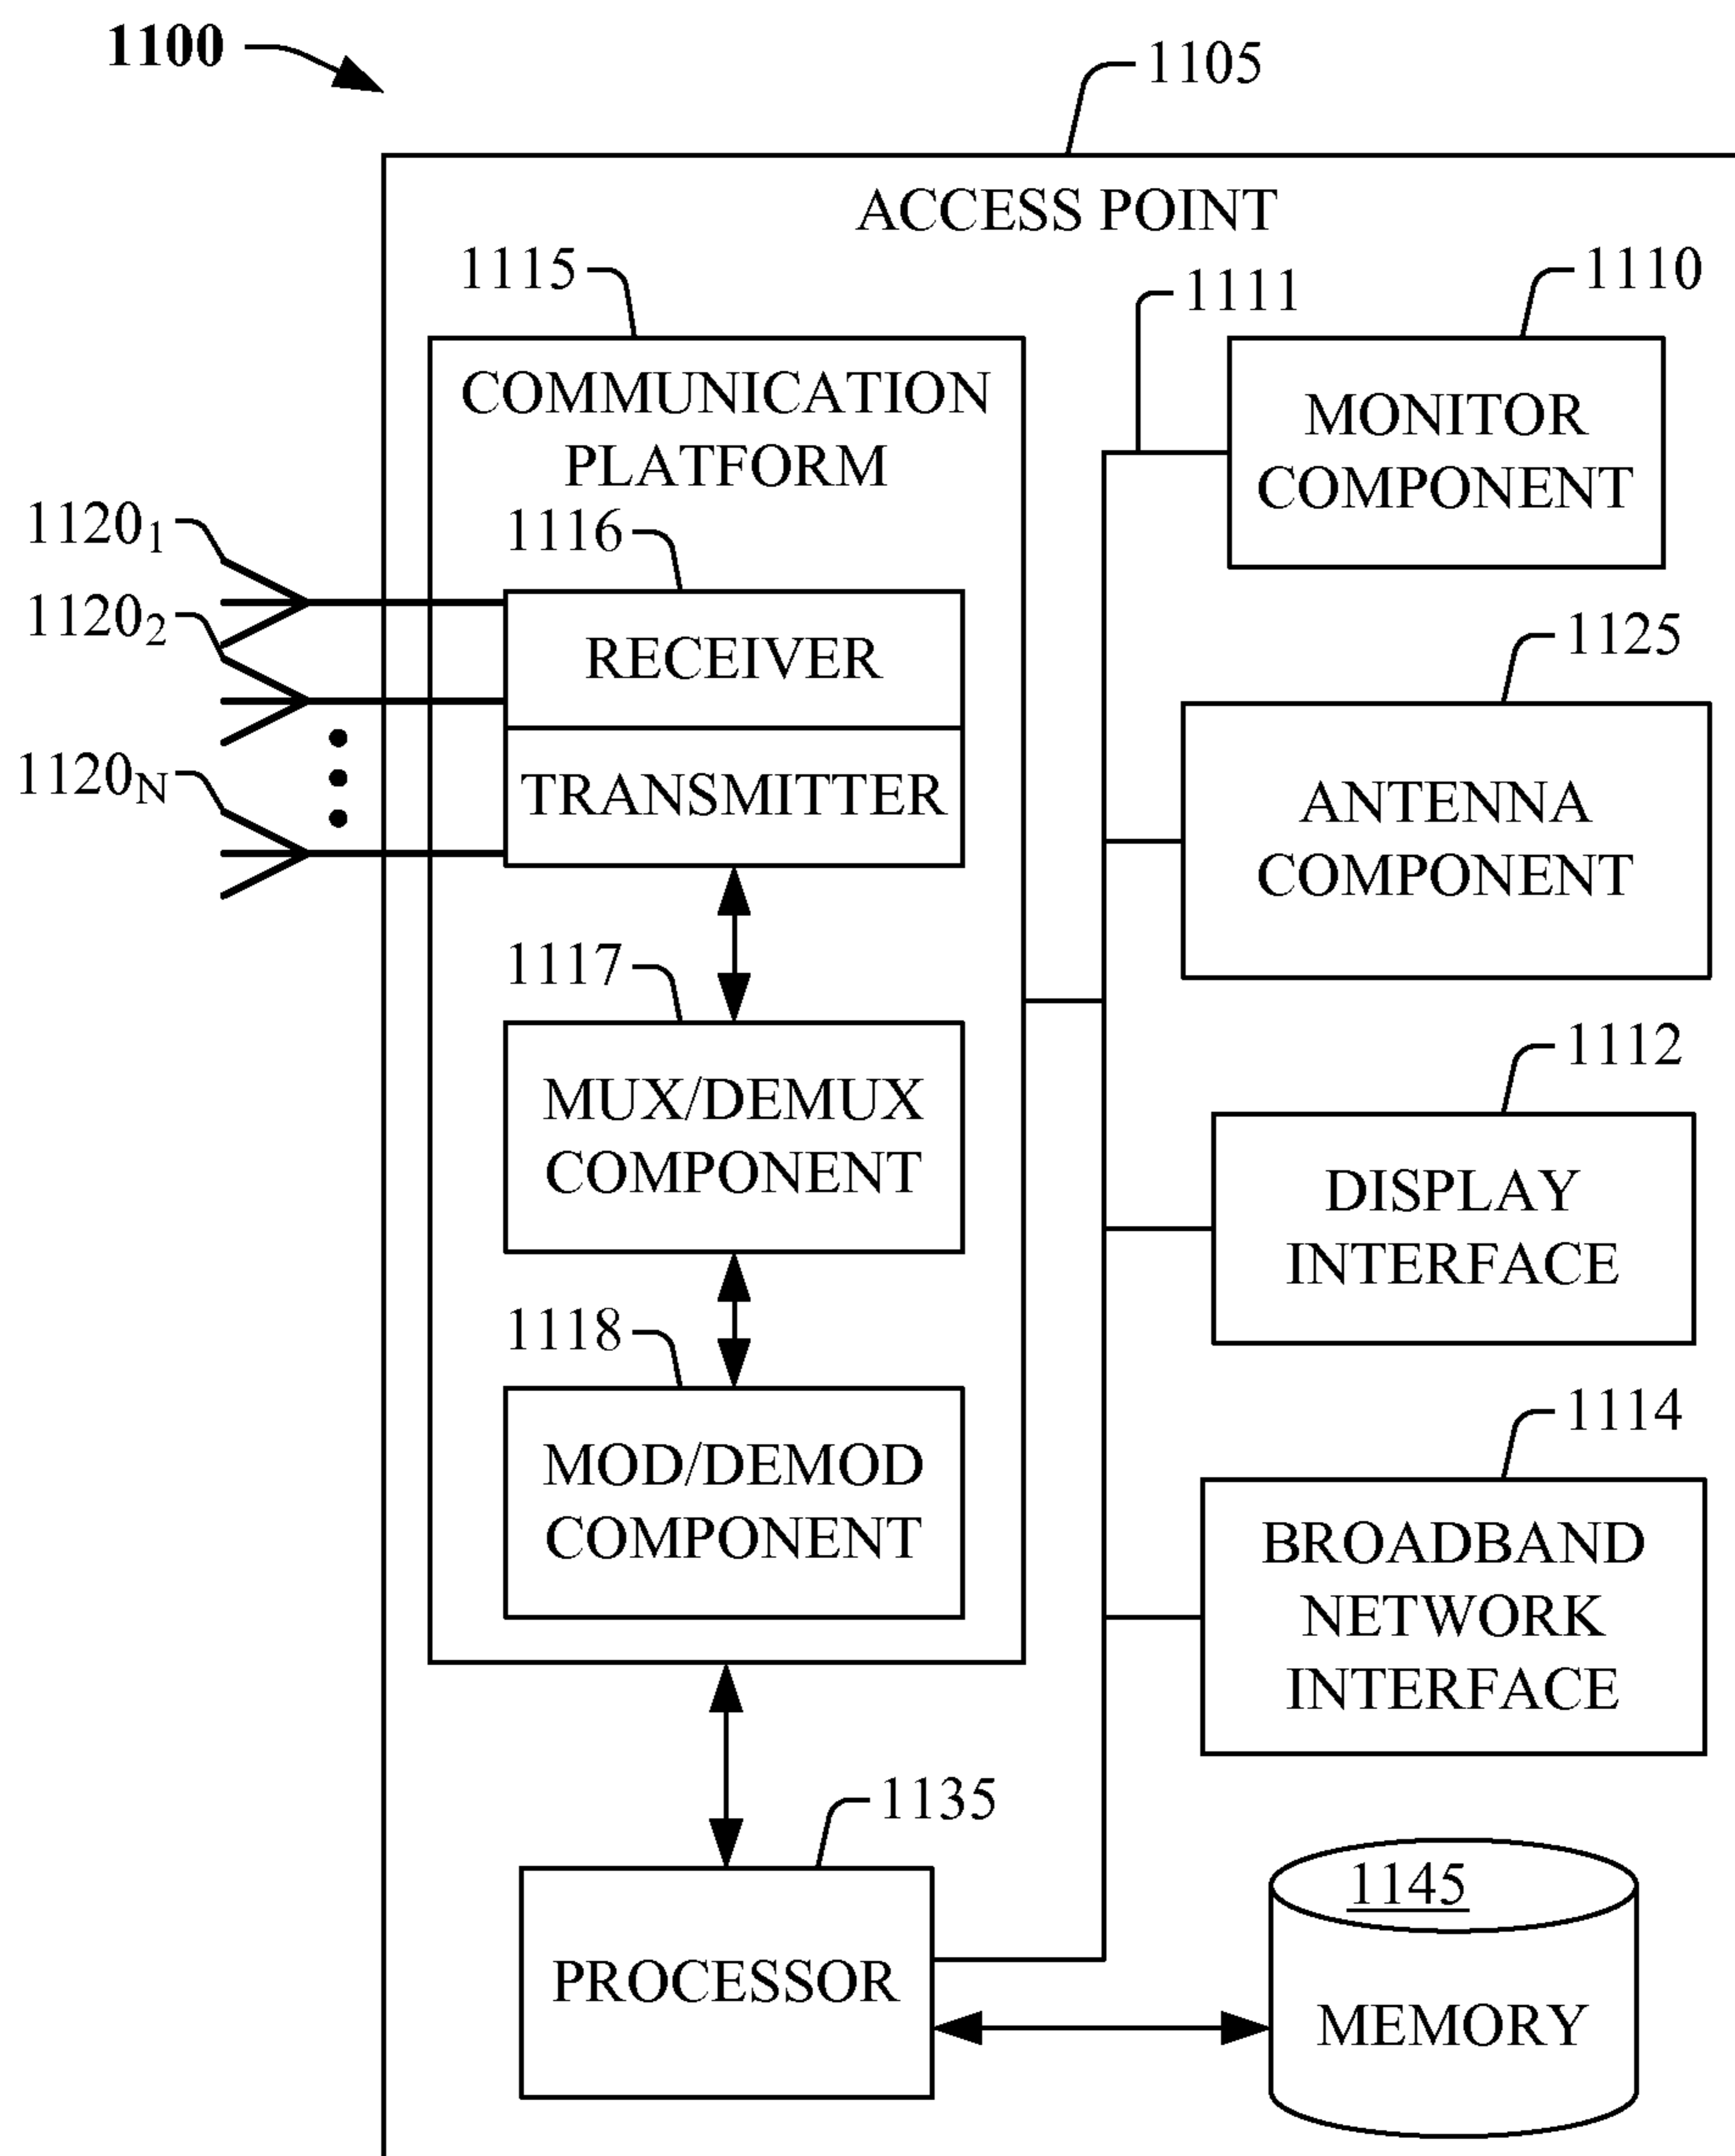 1100
1105
ACCESS POINT
1115
1111
1110
COMMUNICATION
PLATFORM
MONITOR
COMPONENT
1120₁
1116
1120₂
RECEIVER
1125
1120N
TRANSMITTER
ANTENNA
COMPONENT
1117
MUX/DEMUX
COMPONENT
1112
DISPLAY
INTERFACE
1118
MOD/DEMOD
COMPONENT
1114
BROADBAND
NETWORK
INTERFACE
1135
PROCESSOR
1145
MEMORY